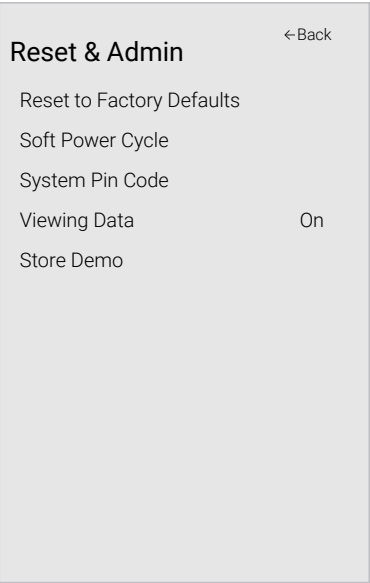 ←Back
Reset & Admin
Reset to Factory Defaults
Soft Power Cycle
System Pin Code
Viewing Data On
Store Demo